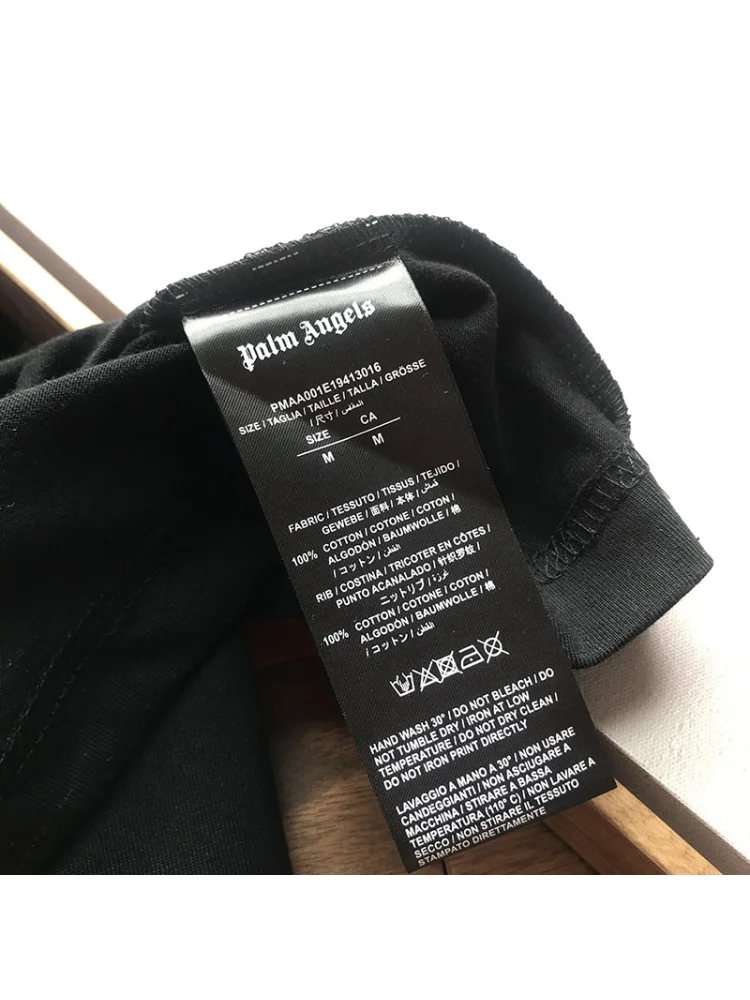 Palm Angels
PMAA001E19413016
SIZE / TAGLIA / TAILLE / TALLA / GRÖSSE
/ 尺寸 / المقاس
SIZE CA
M M
FABRIC / TESSUTO / TISSUS / TEJIDO /
GEWEBE / 面料 / 本体 / قماش
100% COTTON / COTONE / COTON /
ALGODÓN / BAUMWOLLE / 棉
/ コットン / القطن
RIB / COSTINA / TRICOTER EN CÔTES /
PUNTO ACANALADO / 针织罗纹 /
ニットリブ /
100% COTTON / COTONE / COTON /
ALGODÓN / BAUMWOLLE / 棉
/ コットン / القطن
HAND WASH 30° / DO NOT BLEACH / DO
NOT TUMBLE DRY / IRON AT LOW
TEMPERATURE / DO NOT DRY CLEAN /
DO NOT IRON PRINT DIRECTLY
LAVAGGIO A MANO A 30° / NON USARE
CANDEGGIANTI / NON ASCIUGARE A
MACCHINA / STIRARE A BASSA
TEMPERATURA (110° C) / NON LAVARE A
SECCO / NON STIRARE IL TESSUTO
STAMPATO DIRETTAMENTE